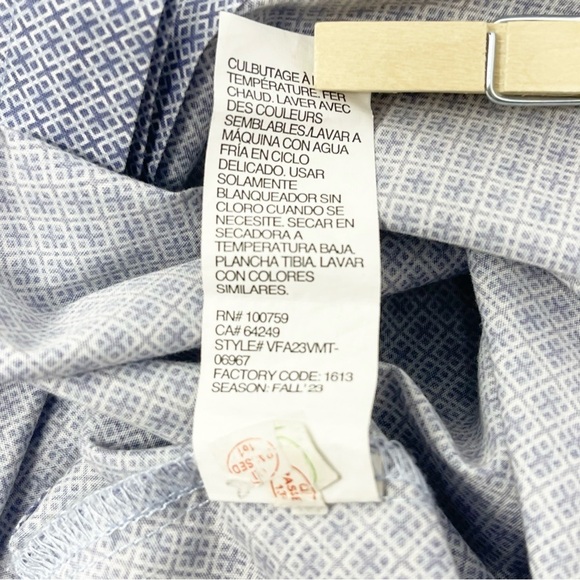 CULBUTAGE À
TEMPÉRATURE. FER
CHAUD. LAVER AVEC
DES COULEURS
SEMBLABLES/LAVAR A
MÁQUINA CON AGUA
FRÍA EN CICLO
DELICADO. USAR
SOLAMENTE
BLANQUEADOR SIN
CLORO CUANDO SE
NECESITE. SECAR EN
SECADORA A
TEMPERATURA BAJA.
PLANCHA TIBIA. LAVAR
CON COLORES
SIMILARES.
RN# 100759
CA# 64249
STYLE# VFA23VMT-
06967
FACTORY CODE: 1613
SEASON: FALL' 23